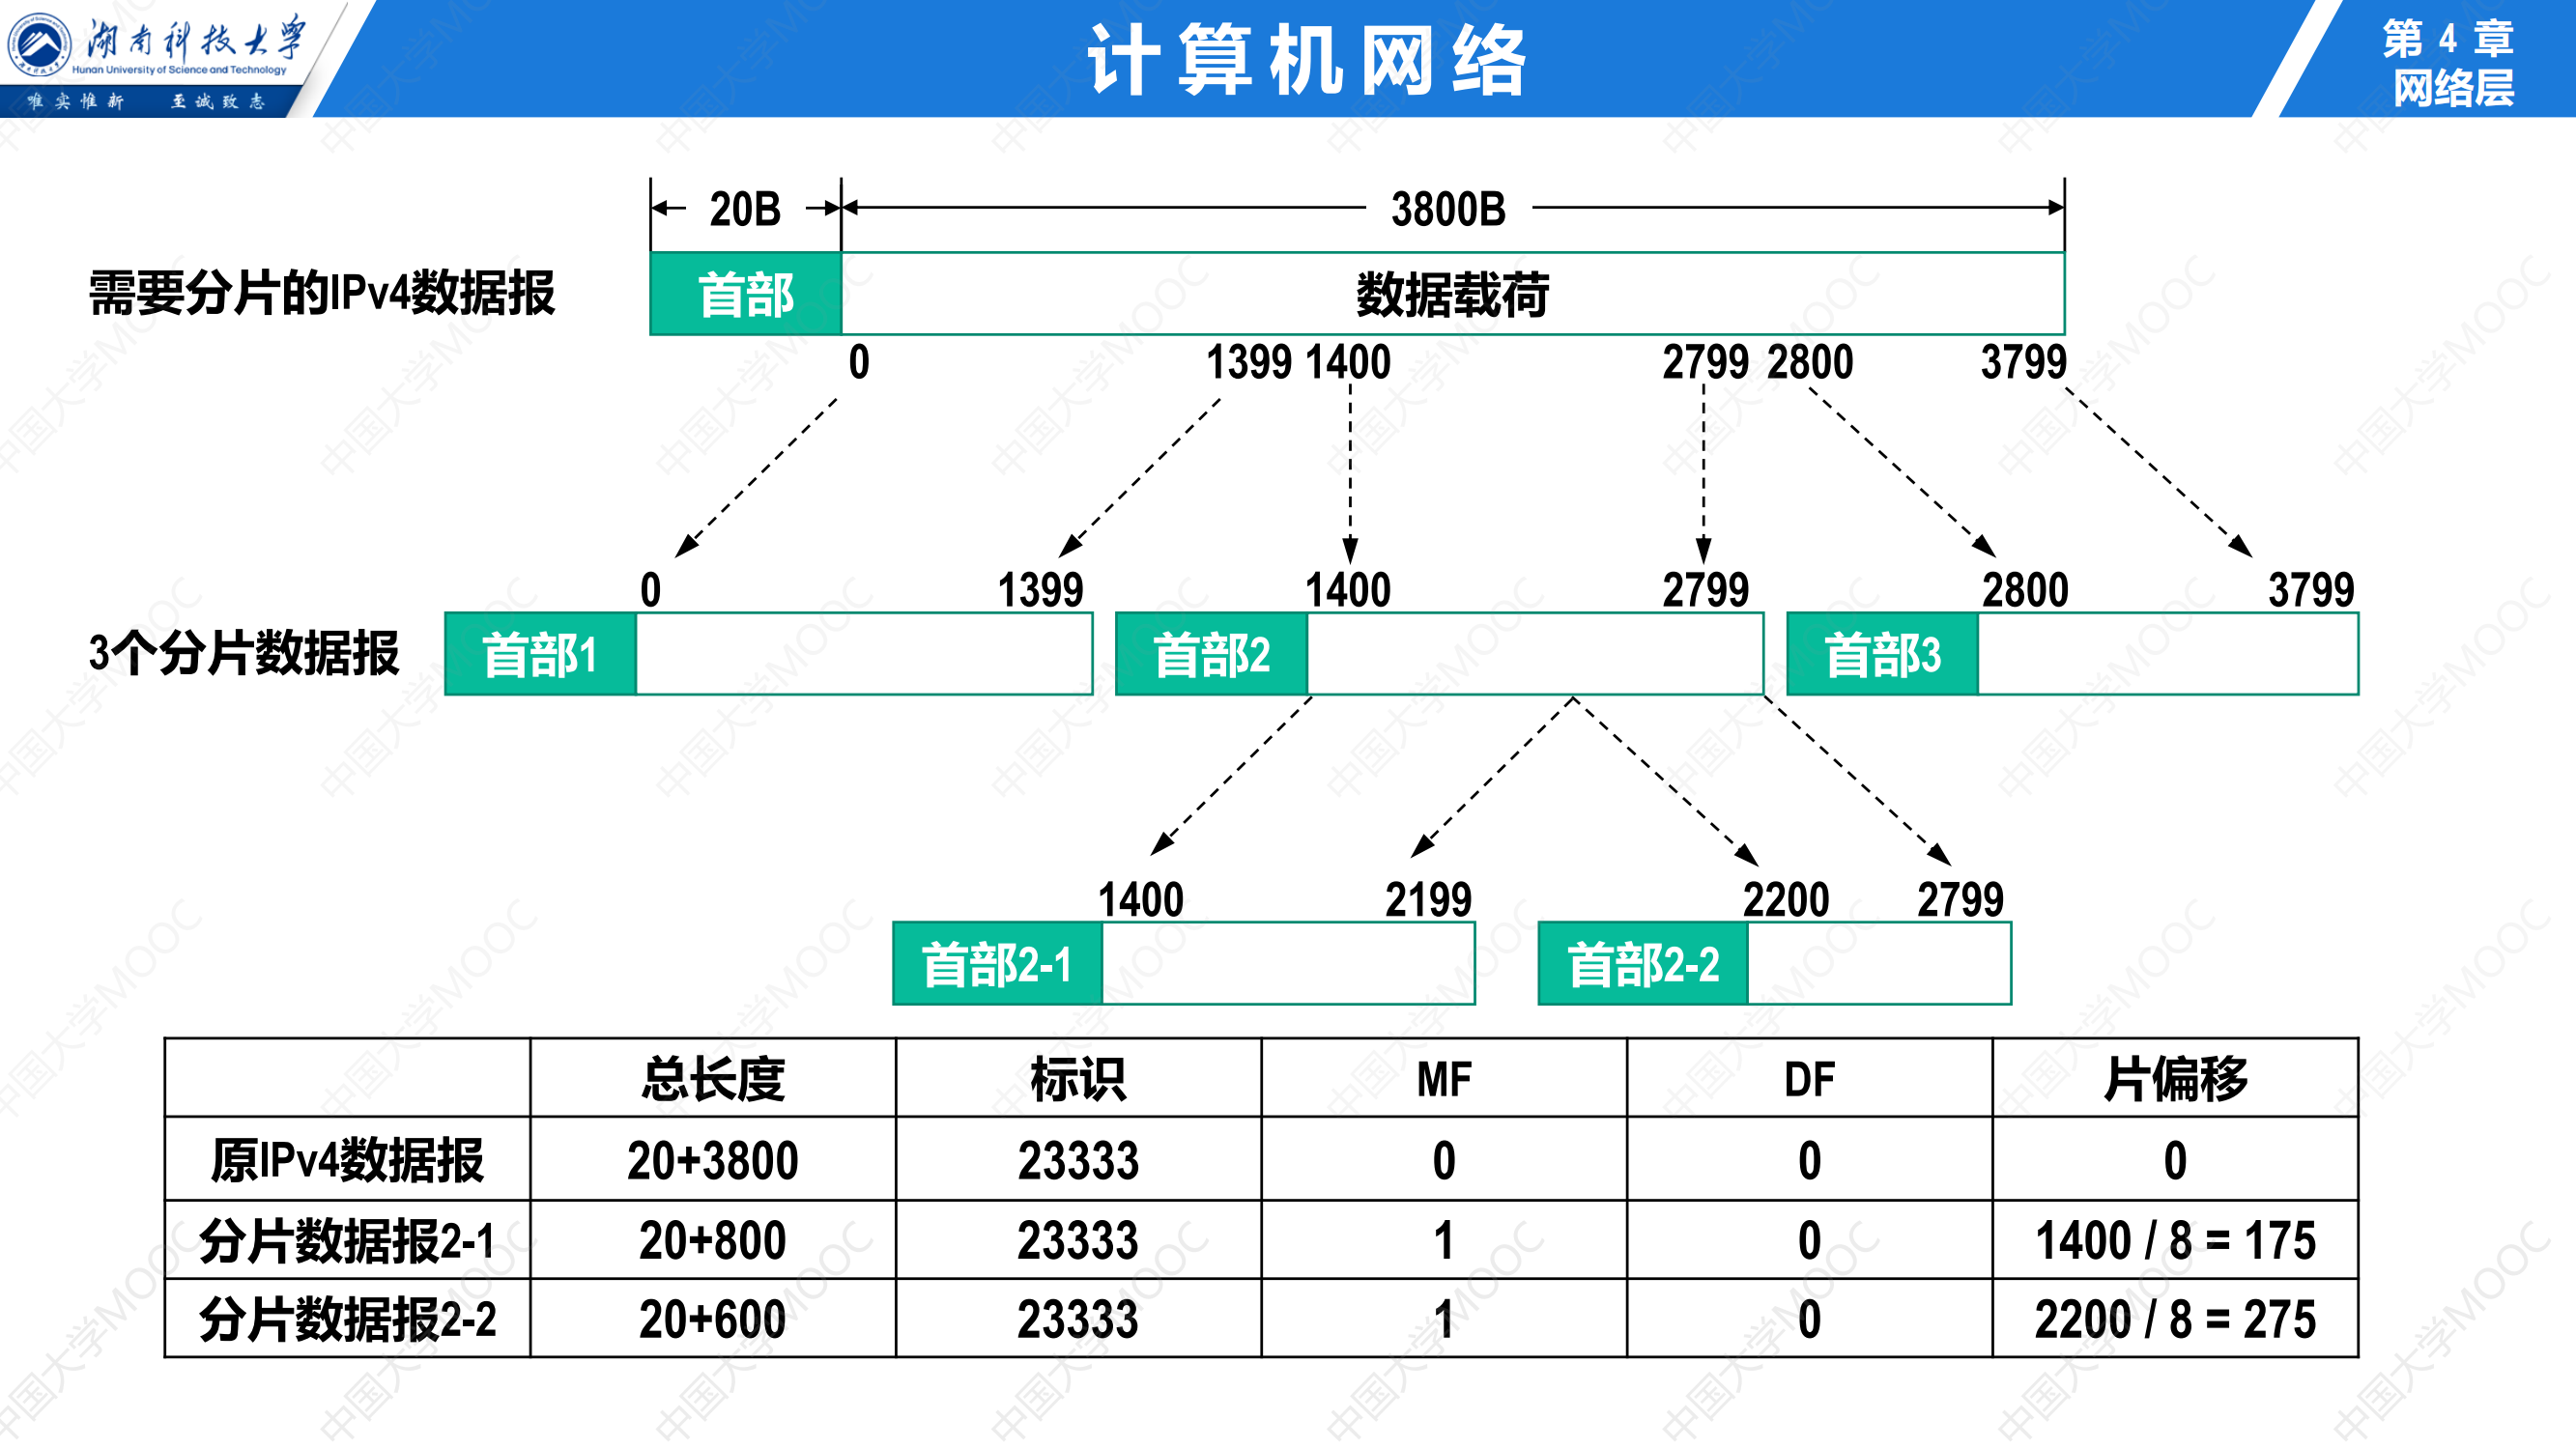 湖南科技大学
Hunan University of Science and Technology
唯实惟新 至诚致志
计算机网络
第 4 章
网络层
20B 3800B
需要分片的IPv4数据报 首部 数据载荷
0 1399 1400 2799 2800 3799
0 1399 1400 2799 2800 3799
3个分片数据报 首部1 首部2 首部3
1400 2199 2200 2799
首部2-1 首部2-2
总长度 标识 MF DF 片偏移
原IPv4数据报 20+3800 23333 0 0 0
分片数据报2-1 20+800 23333 1 0 1400 / 8 = 175
分片数据报2-2 20+600 23333 1 0 2200 / 8 = 275
中国大学MOOC